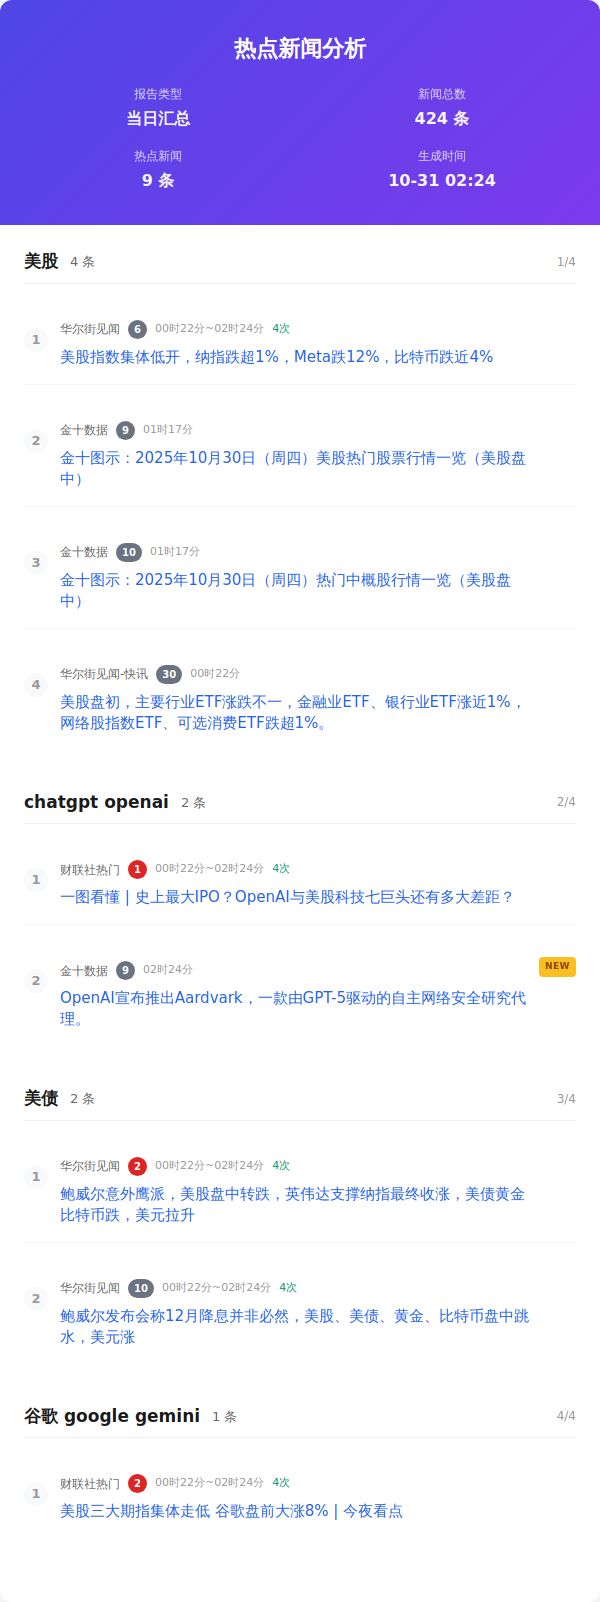 热点新闻分析
报告类型
新闻总数
当日汇总
424 条
热点新闻
生成时间
9 条
10-31 02:24
美股 4 条 1/4
1
华尔街见闻 6 00时22分~02时24分 4次
美股指数集体低开，纳指跌超1%，Meta跌12%，比特币跌近4%
2
金十数据 9 01时17分
金十图示：2025年10月30日（周四）美股热门股票行情一览（美股盘
中）
3
金十数据 10 01时17分
金十图示：2025年10月30日（周四）热门中概股行情一览（美股盘
中）
4
华尔街见闻-快讯 30 00时22分
美股盘初，主要行业ETF涨跌不一，金融业ETF、银行业ETF涨近1%，
网络股指数ETF、可选消费ETF跌超1%。
chatgpt openai 2 条 2/4
1
财联社热门 1 00时22分~02时24分 4次
一图看懂 | 史上最大IPO？OpenAI与美股科技七巨头还有多大差距？
2
金十数据 9 02时24分 NEW
OpenAI宣布推出Aardvark，一款由GPT-5驱动的自主网络安全研究代
理。
美债 2 条 3/4
1
华尔街见闻 2 00时22分~02时24分 4次
鲍威尔意外鹰派，美股盘中转跌，英伟达支撑纳指最终收涨，美债黄金
比特币跌，美元拉升
2
华尔街见闻 10 00时22分~02时24分 4次
鲍威尔发布会称12月降息并非必然，美股、美债、黄金、比特币盘中跳
水，美元涨
谷歌 google gemini 1 条 4/4
1
财联社热门 2 00时22分~02时24分 4次
美股三大期指集体走低 谷歌盘前大涨8% | 今夜看点